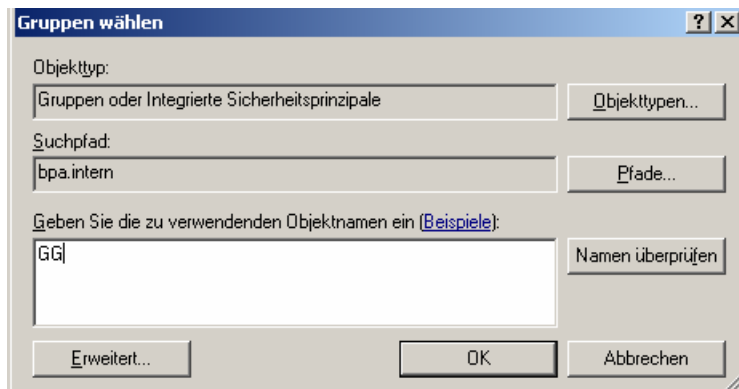 Gruppen wählen
Objekttyp:
Gruppen oder Integrierte Sicherheitsprinzipale
Objekttypen...
Suchpfad:
bpa.intern
Pfade...
Geben Sie die zu verwendenden Objektnamen ein (Beispiele):
GG
Namen überprüfen
Erweitert...
OK
Abbrechen